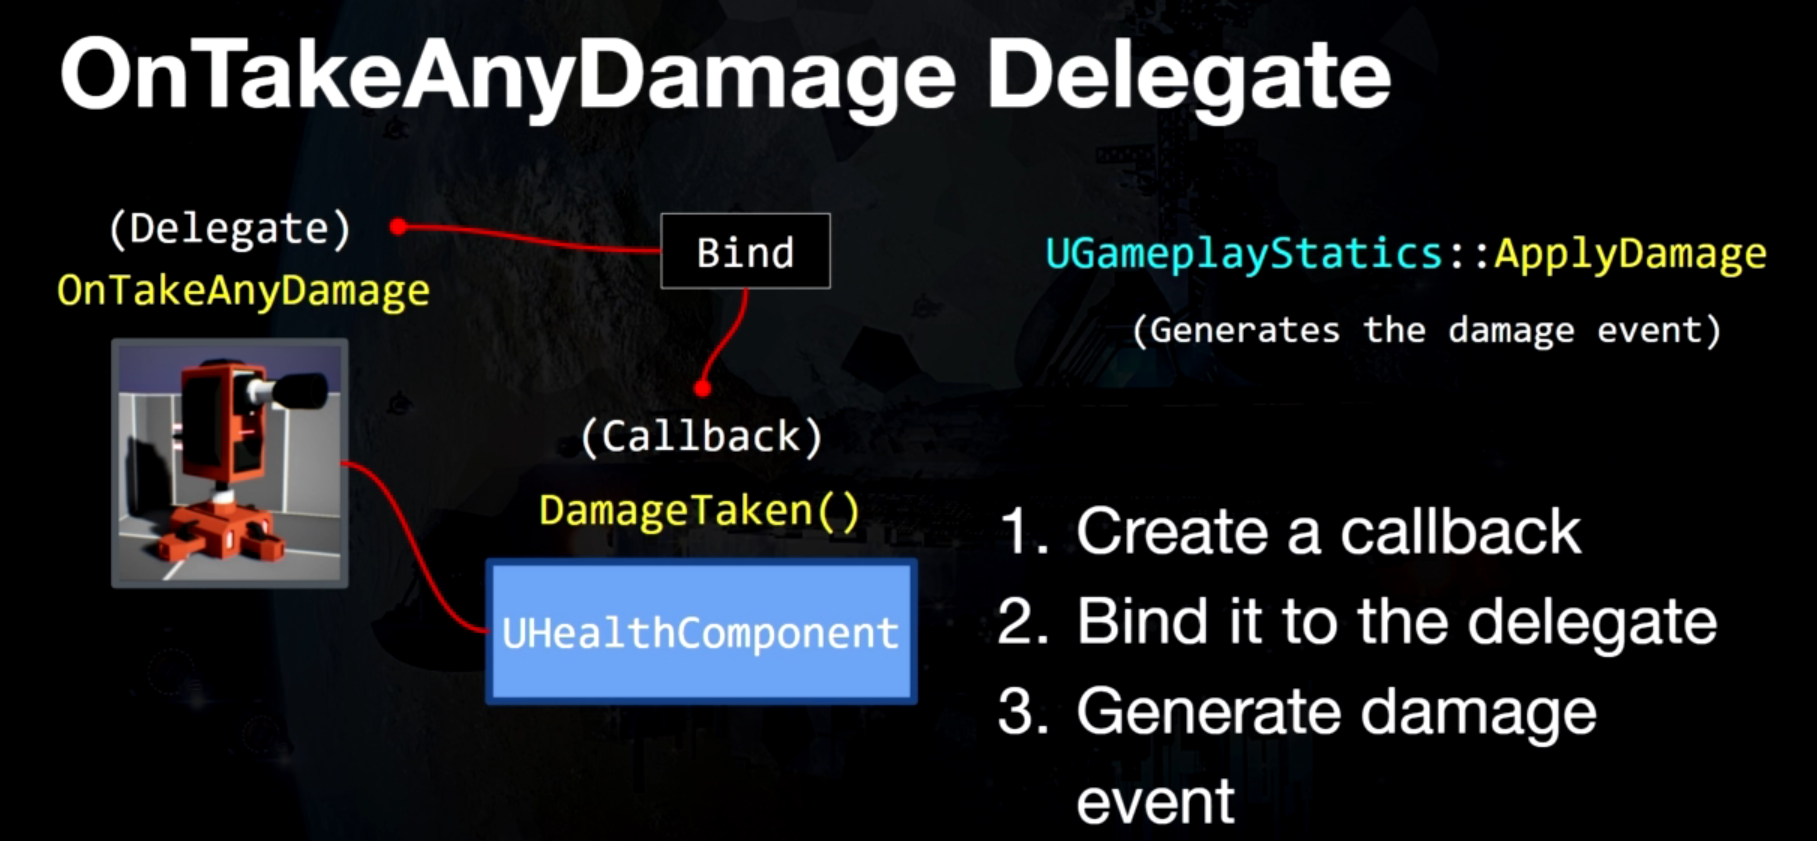 OnTakeAnyDamage Delegate
(Delegate)
OnTakeAnyDamage
Bind
(Callback)
DamageTaken()
UHealthComponent
UGameplayStatics::ApplyDamage
(Generates the damage event)
1. Create a callback
2. Bind it to the delegate
3. Generate damage
event